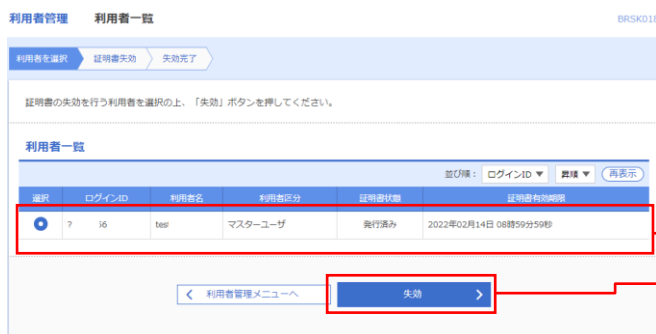 利用者管理 利用者一覧 BRSK018
利用者を選択 証明書失効 失効完了
証明書の失効を行う利用者を選択の上、「失効」ボタンを押してください。
利用者一覧
並び順： ログインID ▼ 昇順 ▼ 再表示
選択 ログインID 利用者名 利用者区分 証明書状態 証明書有効期限
マスターユーザ 発行済み 2022年02月14日 08時59分59秒
利用者管理メニューへ 失効